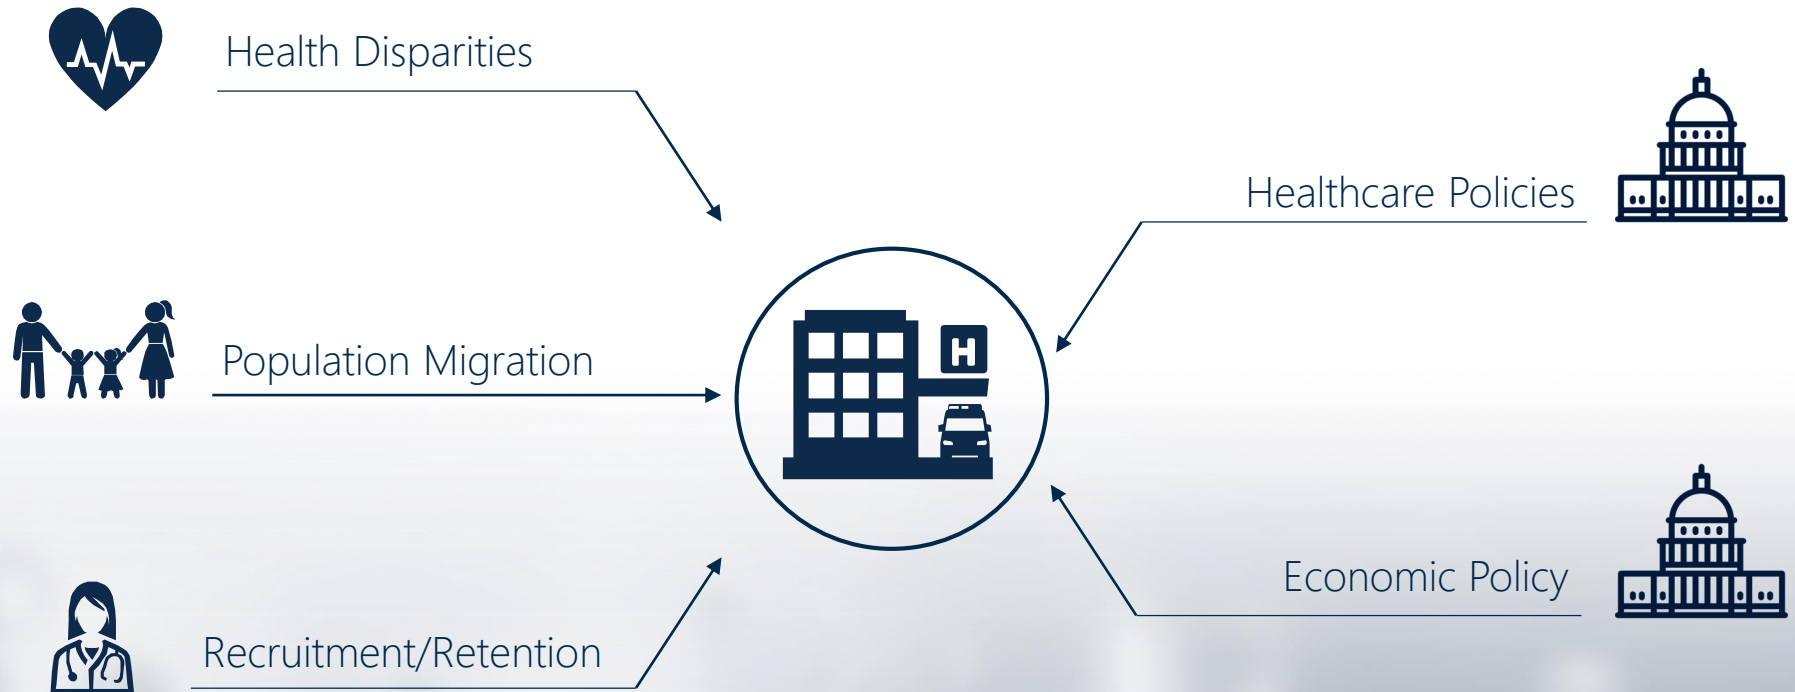 Health Disparities
Healthcare Policies
Population Migration
H
Economic Policy
Recruitment/Retention